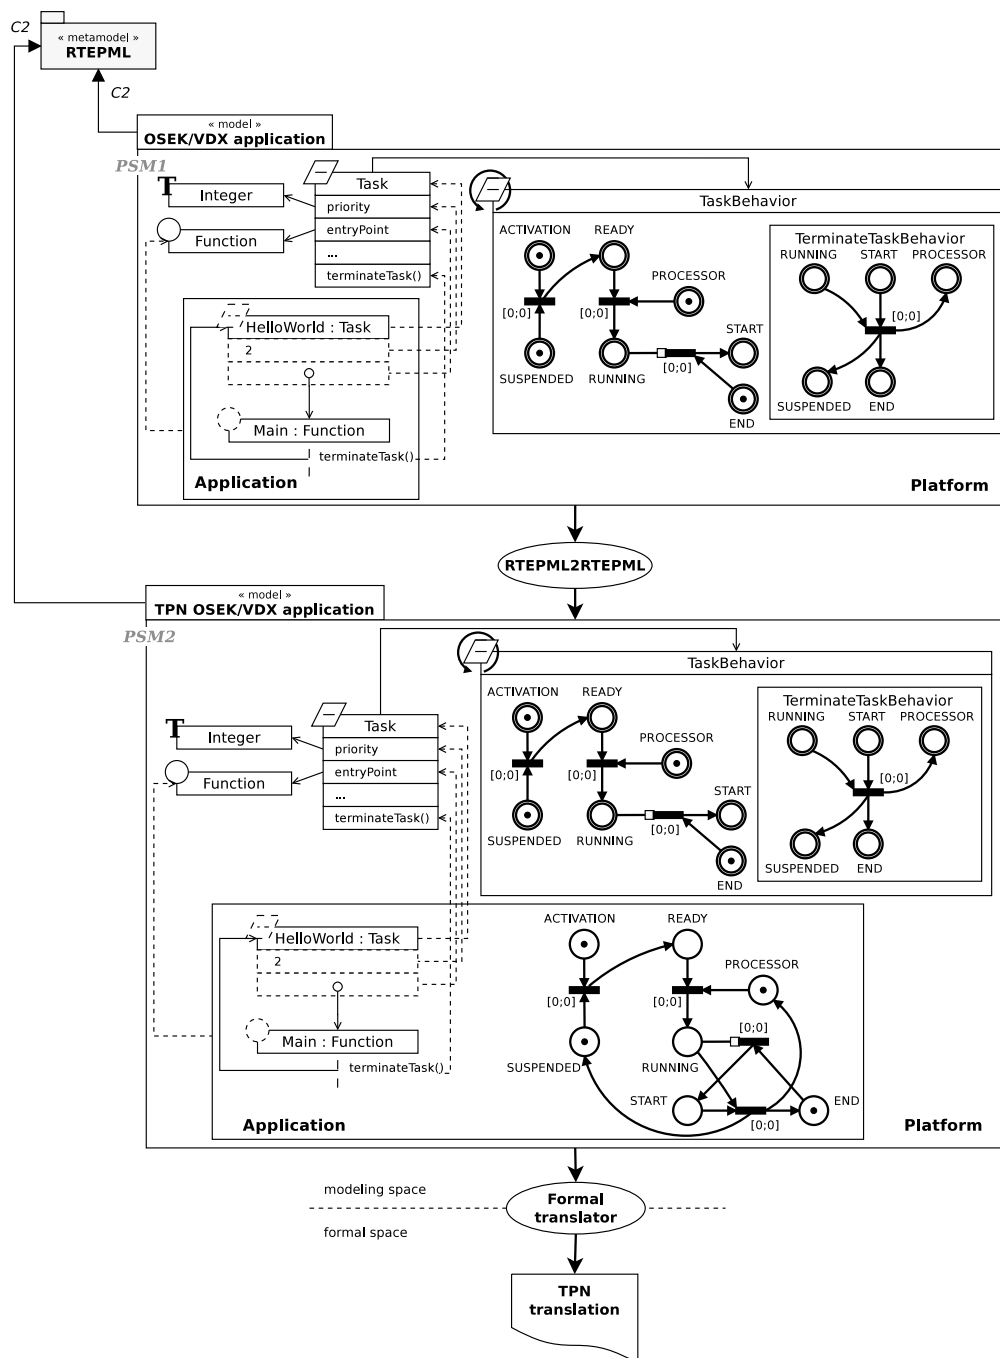 C2
« metamodel »
RTEPML
C2
« model »
OSEK/VDX application
PSM1
T Integer
Function
Task
priority
entryPoint
...
terminateTask()
TaskBehavior
ACTIVATION READY
PROCESSOR
[0;0] [0;0]
START
SUSPENDED RUNNING
[0;0]
END
TerminateTaskBehavior
RUNNING START PROCESSOR
[0;0]
SUSPENDED END
HelloWorld : Task
2
Main : Function
terminateTask()
Application
Platform
RTEPML2RTEPML
« model »
TPN OSEK/VDX application
PSM2
T Integer
Function
Task
priority
entryPoint
...
terminateTask()
TaskBehavior
ACTIVATION READY
PROCESSOR
[0;0] [0;0]
START
SUSPENDED RUNNING
[0;0]
END
TerminateTaskBehavior
RUNNING START PROCESSOR
[0;0]
SUSPENDED END
HelloWorld : Task
2
Main : Function
terminateTask()
ACTIVATION READY
PROCESSOR
[0;0] [0;0]
[0;0]
SUSPENDED RUNNING
START END
[0;0]
Application
Platform
modeling space
Formal
translator
formal space
TPN
translation